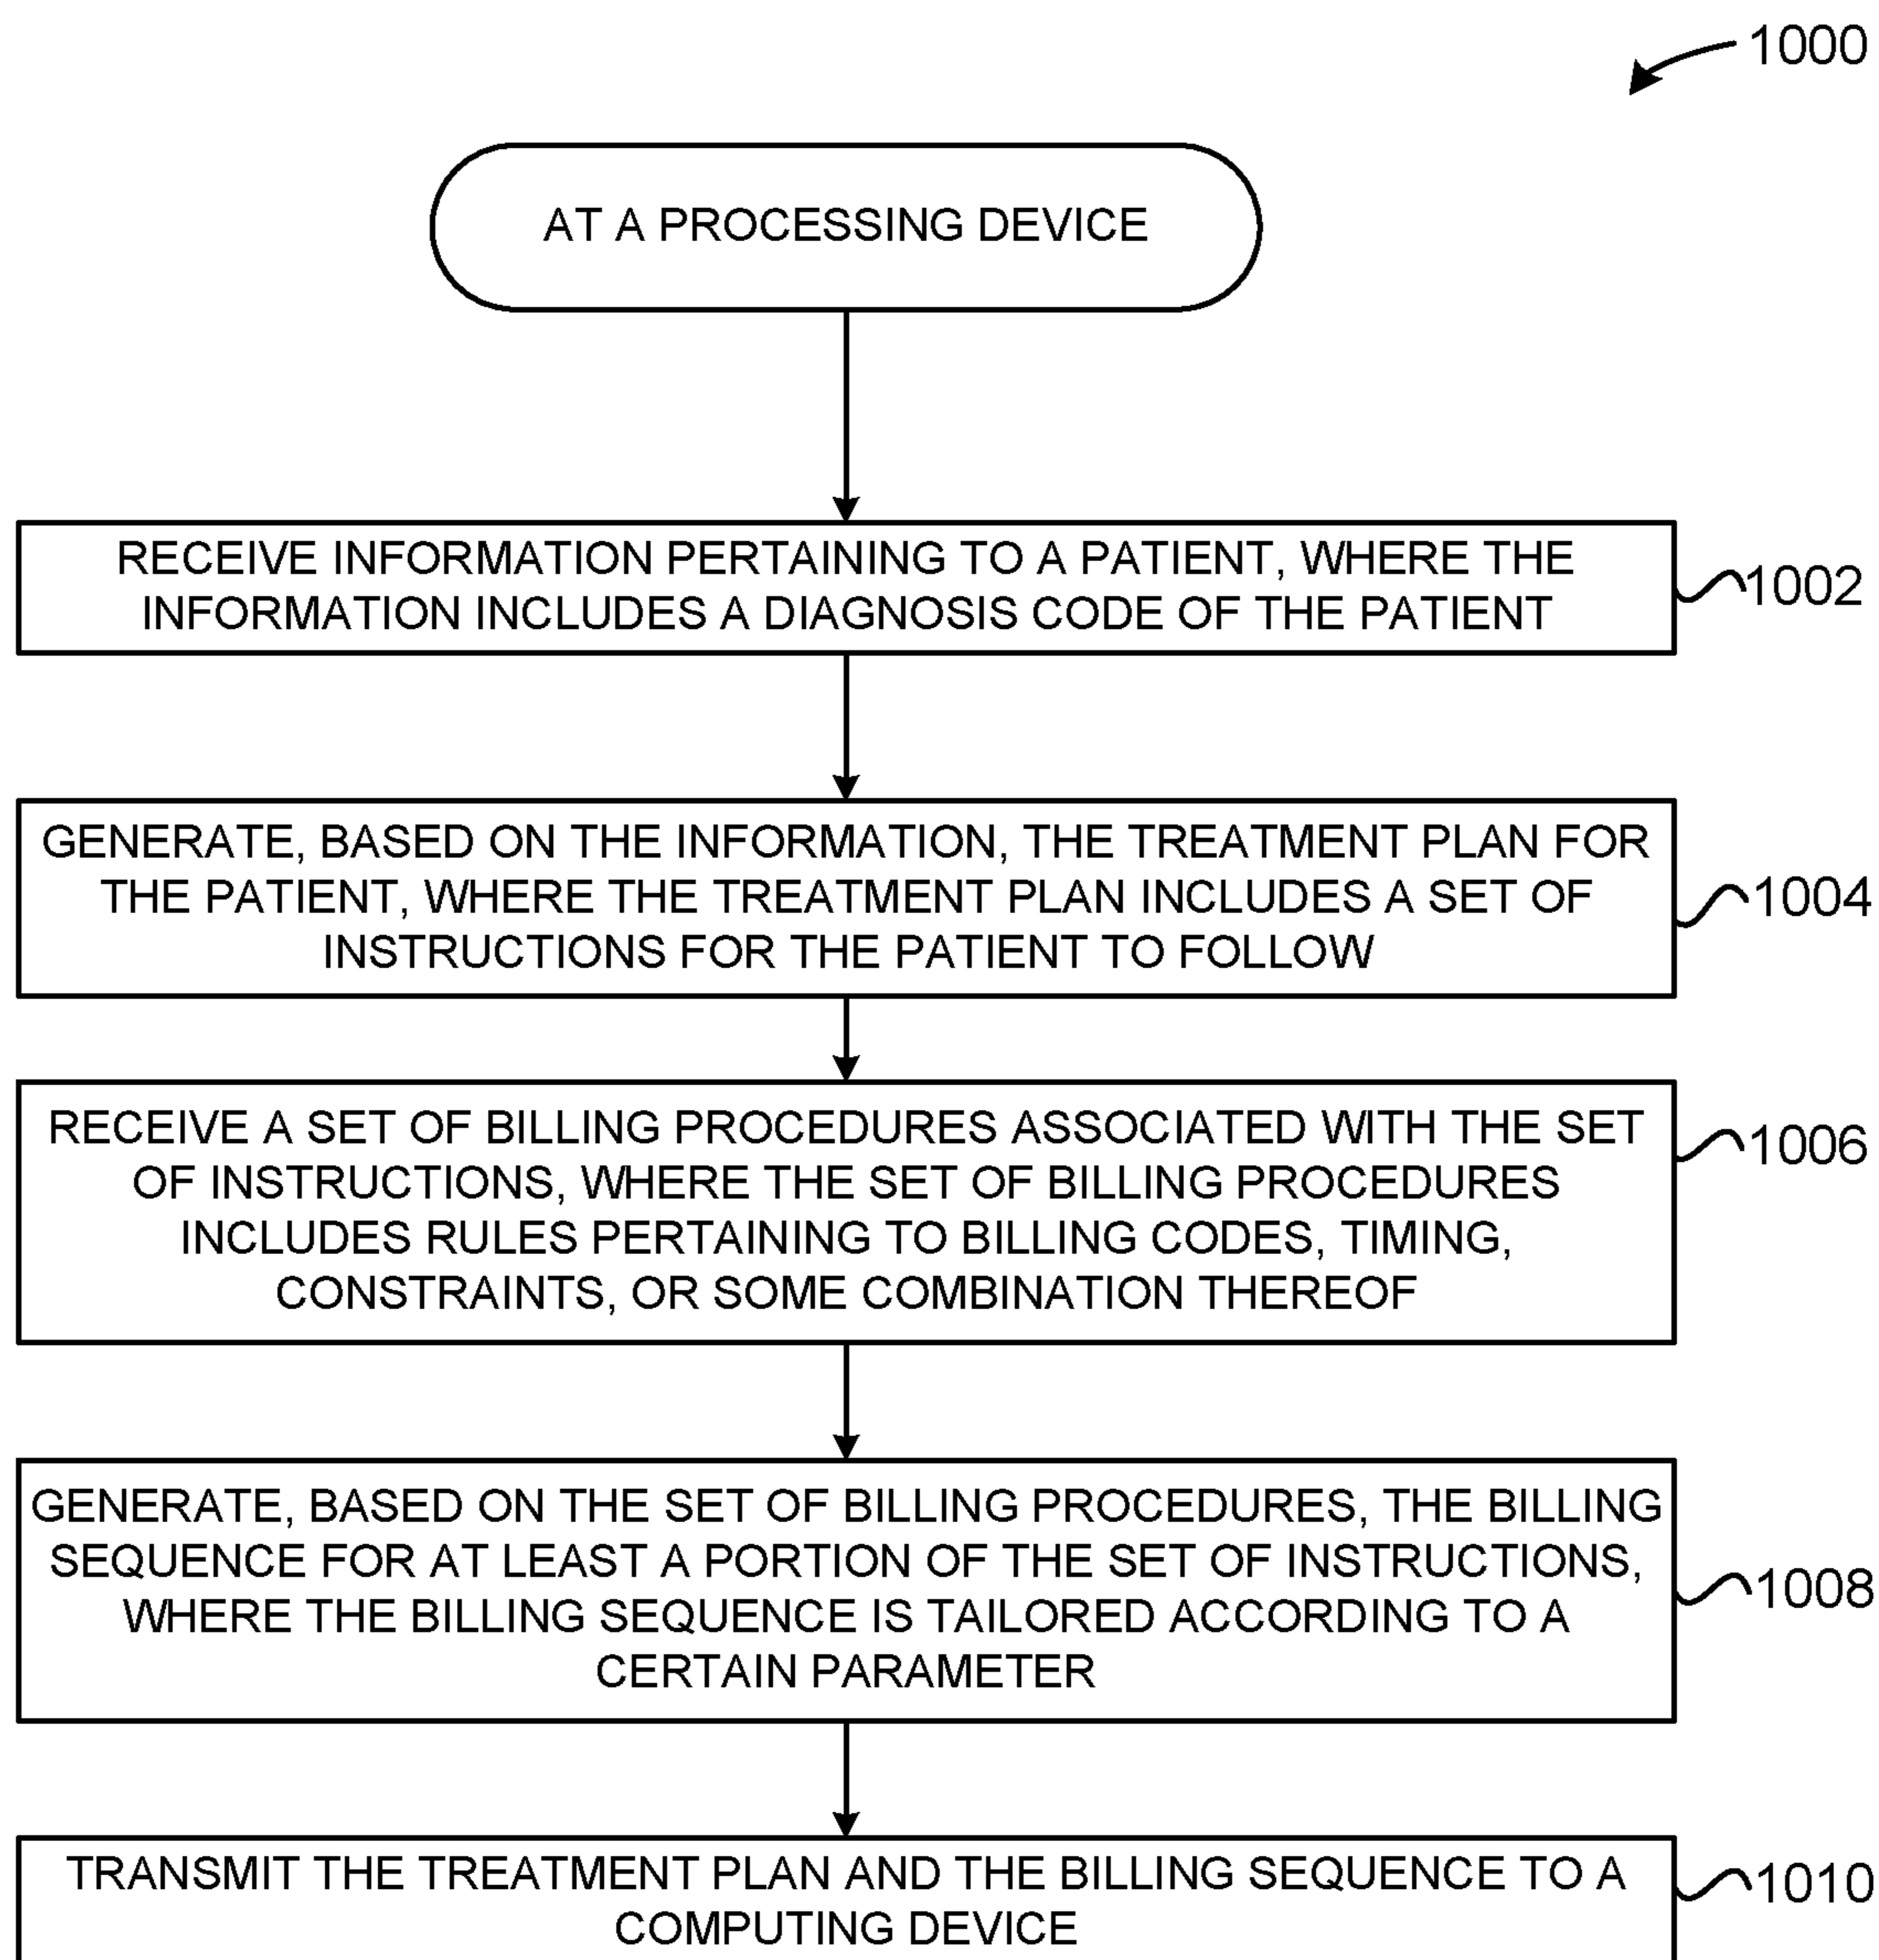 1000
AT A PROCESSING DEVICE
RECEIVE INFORMATION PERTAINING TO A PATIENT, WHERE THE
INFORMATION INCLUDES A DIAGNOSIS CODE OF THE PATIENT
1002
GENERATE, BASED ON THE INFORMATION, THE TREATMENT PLAN FOR
THE PATIENT, WHERE THE TREATMENT PLAN INCLUDES A SET OF
INSTRUCTIONS FOR THE PATIENT TO FOLLOW
1004
RECEIVE A SET OF BILLING PROCEDURES ASSOCIATED WITH THE SET
OF INSTRUCTIONS, WHERE THE SET OF BILLING PROCEDURES
INCLUDES RULES PERTAINING TO BILLING CODES, TIMING,
CONSTRAINTS, OR SOME COMBINATION THEREOF
1006
GENERATE, BASED ON THE SET OF BILLING PROCEDURES, THE BILLING
SEQUENCE FOR AT LEAST A PORTION OF THE SET OF INSTRUCTIONS,
WHERE THE BILLING SEQUENCE IS TAILORED ACCORDING TO A
CERTAIN PARAMETER
1008
TRANSMIT THE TREATMENT PLAN AND THE BILLING SEQUENCE TO A
COMPUTING DEVICE
1010